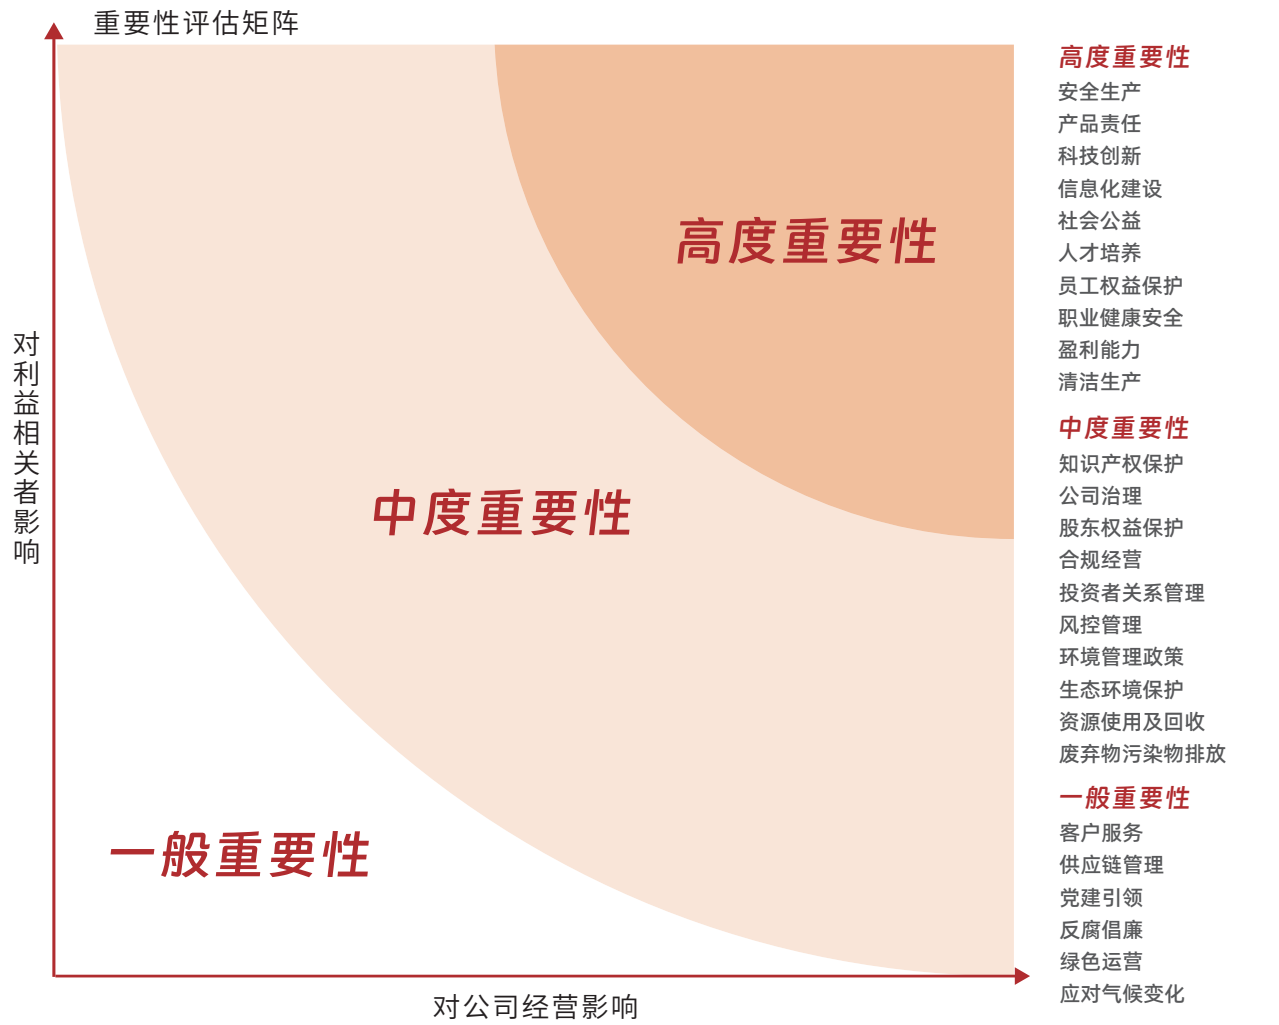 重要性评估矩阵
对利益相关者影响
高度重要性
中度重要性
一般重要性
对公司经营影响
高度重要性
安全生产
产品责任
科技创新
信息化建设
社会公益
人才培养
员工权益保护
职业健康安全
盈利能力
清洁生产
中度重要性
知识产权保护
公司治理
股东权益保护
合规经营
投资者关系管理
风控管理
环境管理政策
生态环境保护
资源使用及回收
废弃物污染物排放
一般重要性
客户服务
供应链管理
党建引领
反腐倡廉
绿色运营
应对气候变化